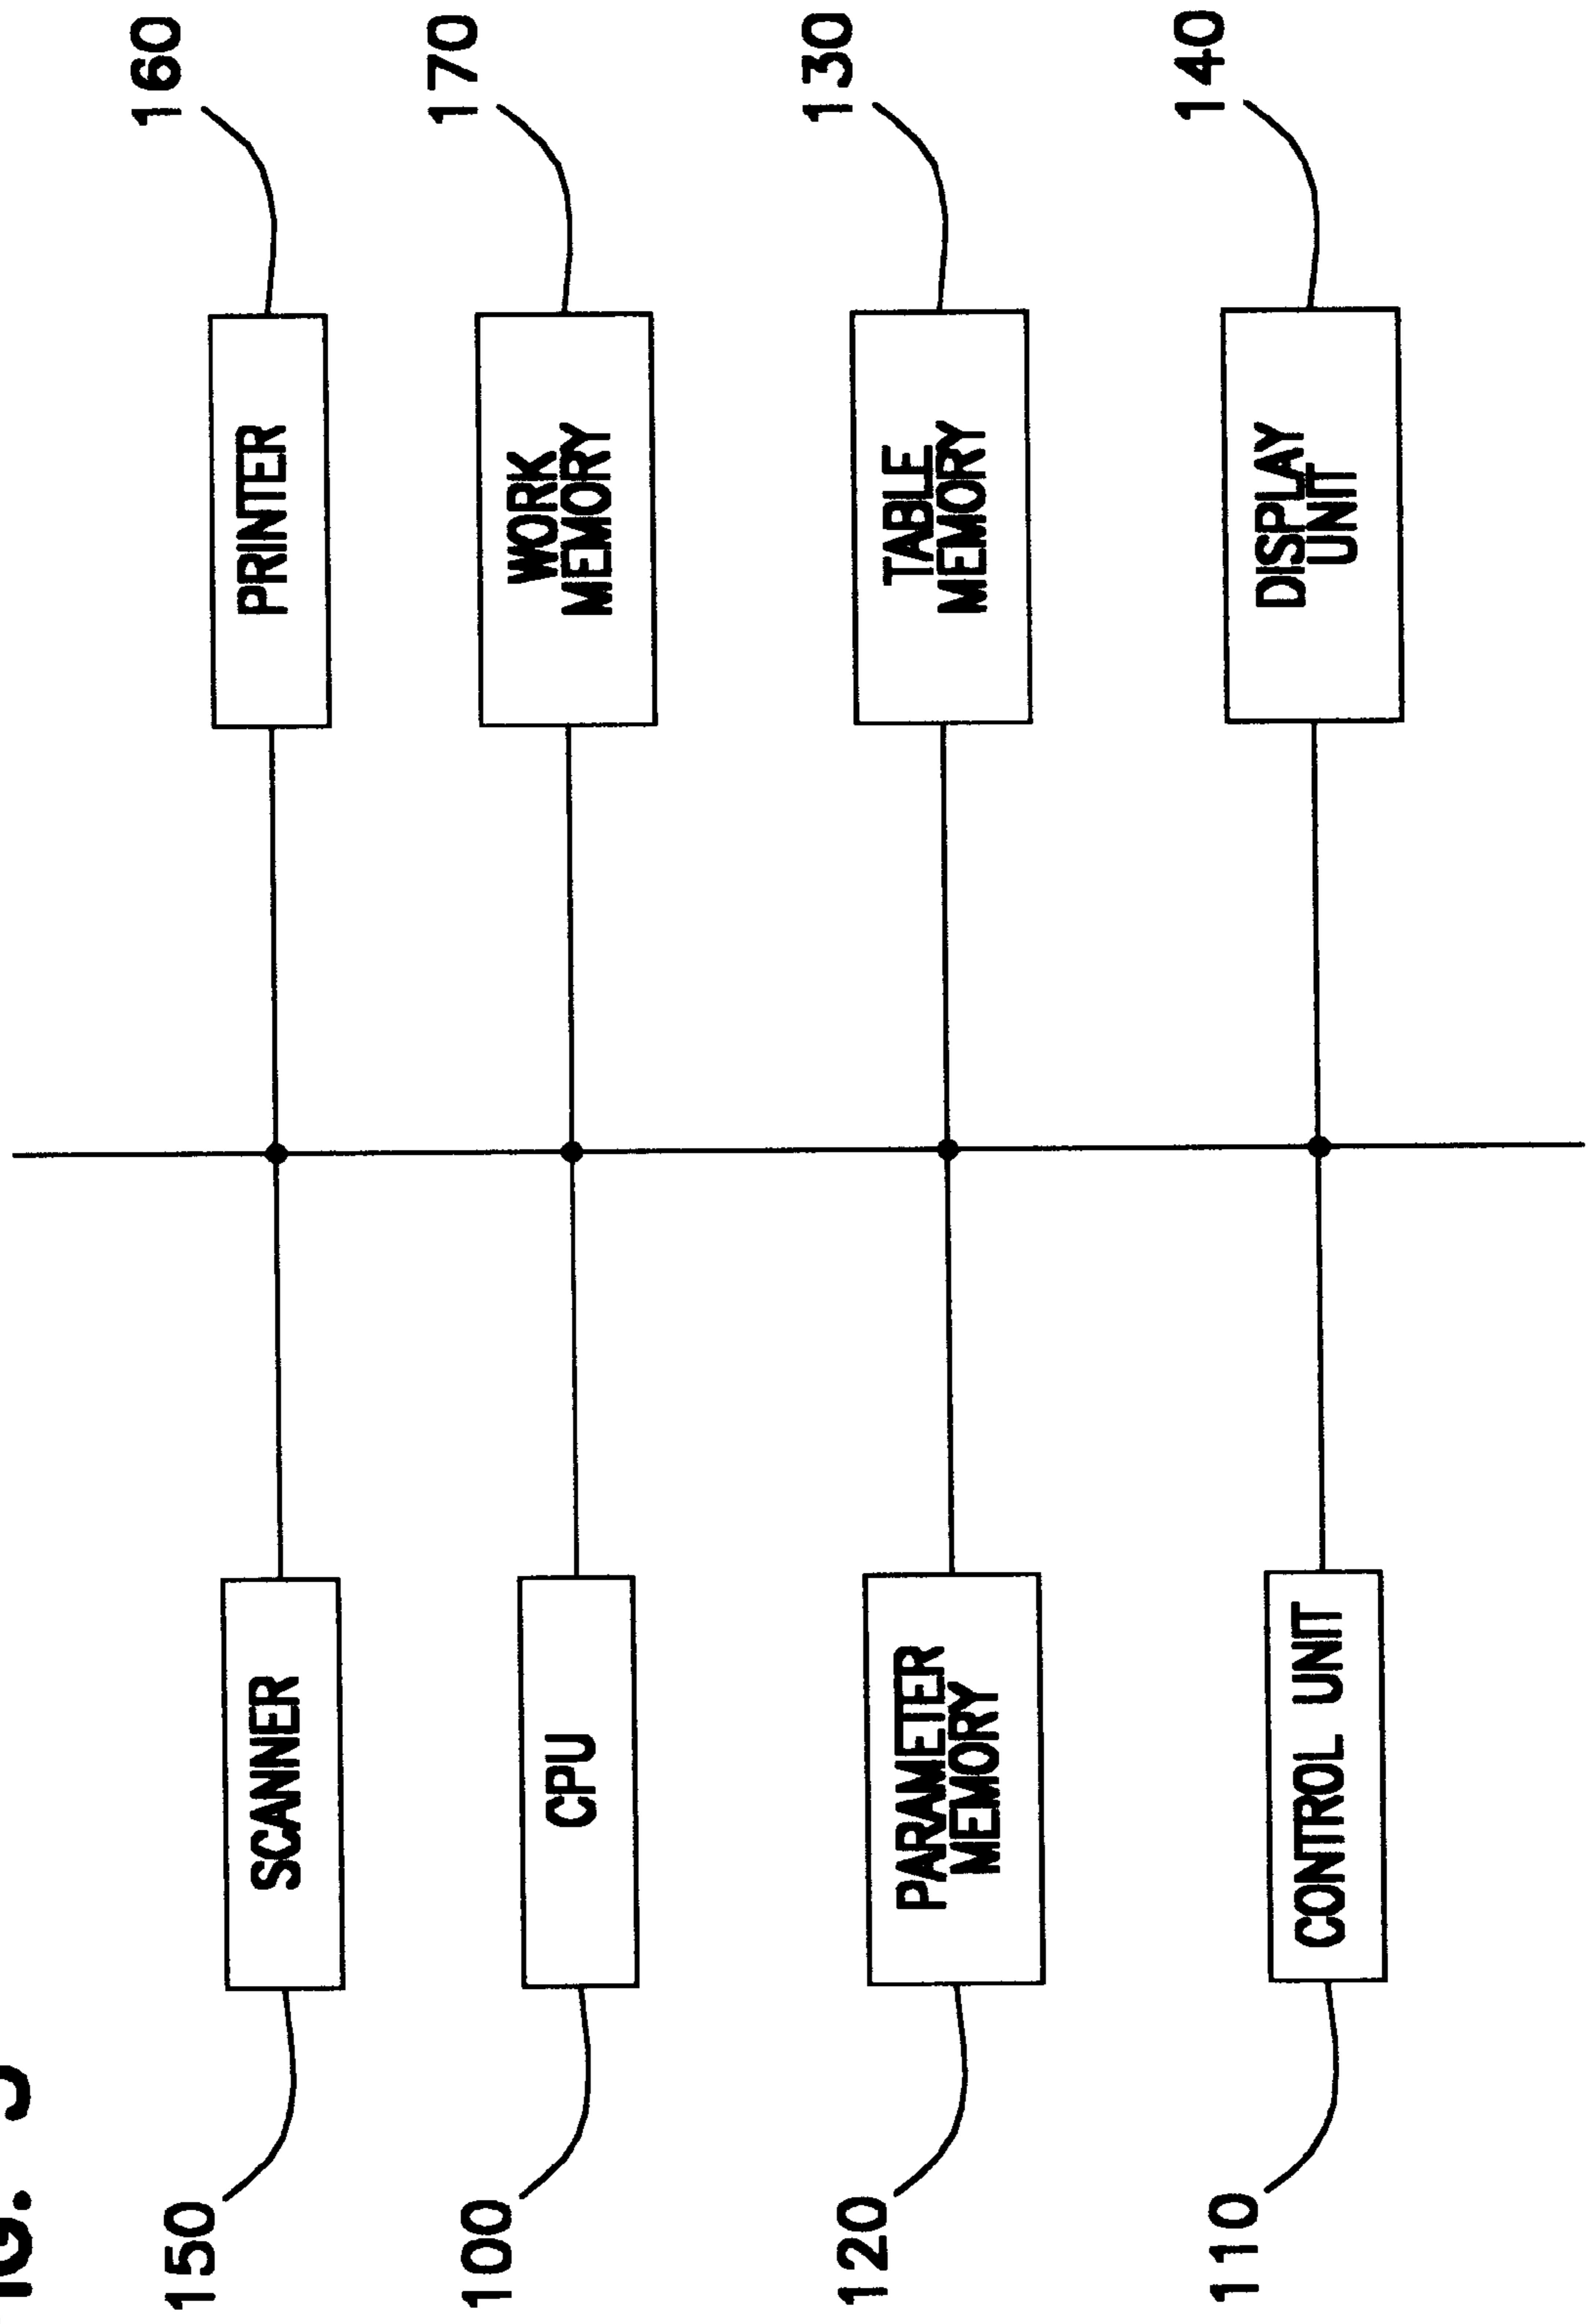 160
150
PRINTER
SCANNER
170
100
WORK
MEMORY
CPU
130
120
TABLE
MEMORY
PARAMETER
MEMORY
140
110
DISPLAY
UNIT
CONTROL UNIT